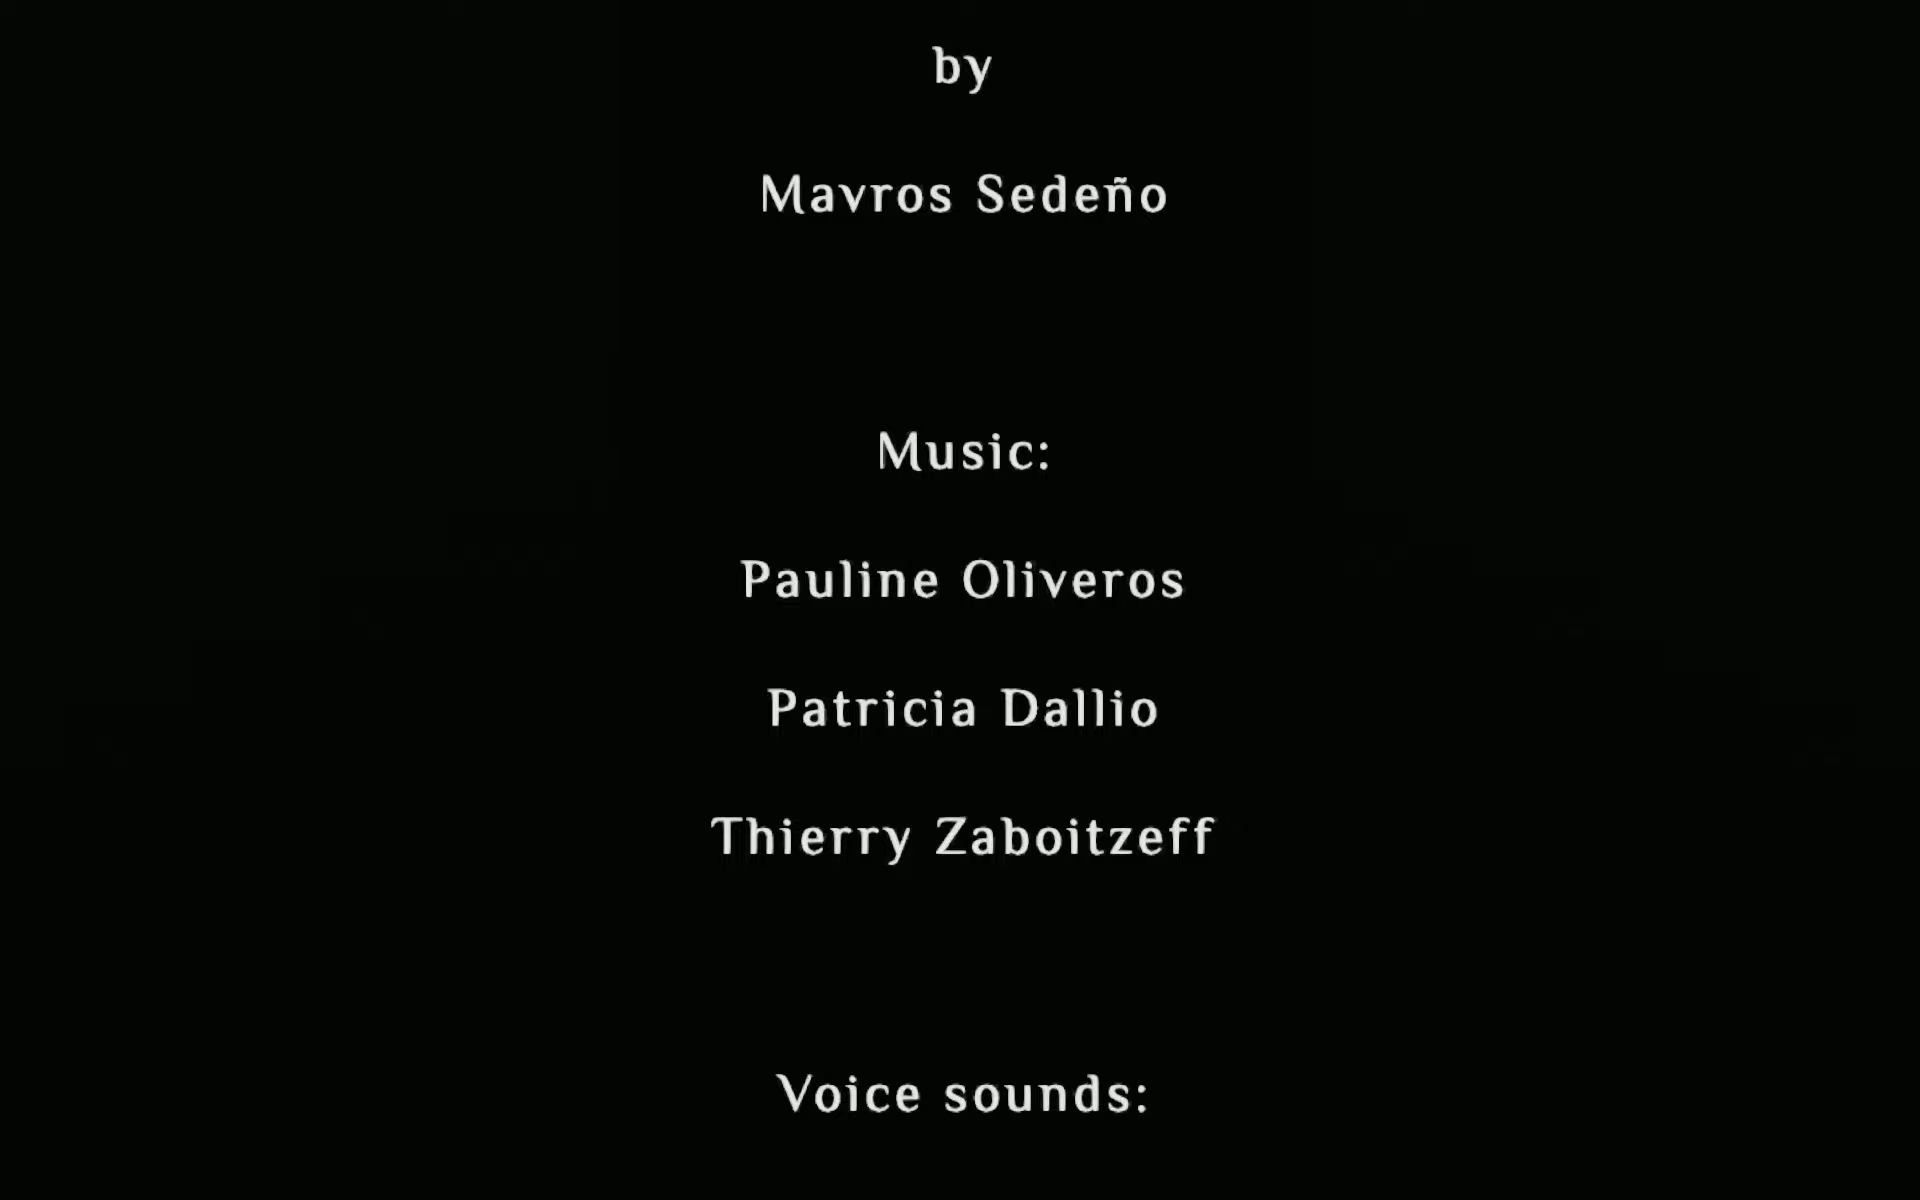 by
Mavros Sedeño
Music:
Pauline Oliveros
Patricia Dallio
Thierry Zaboitzeff
Voice sounds: